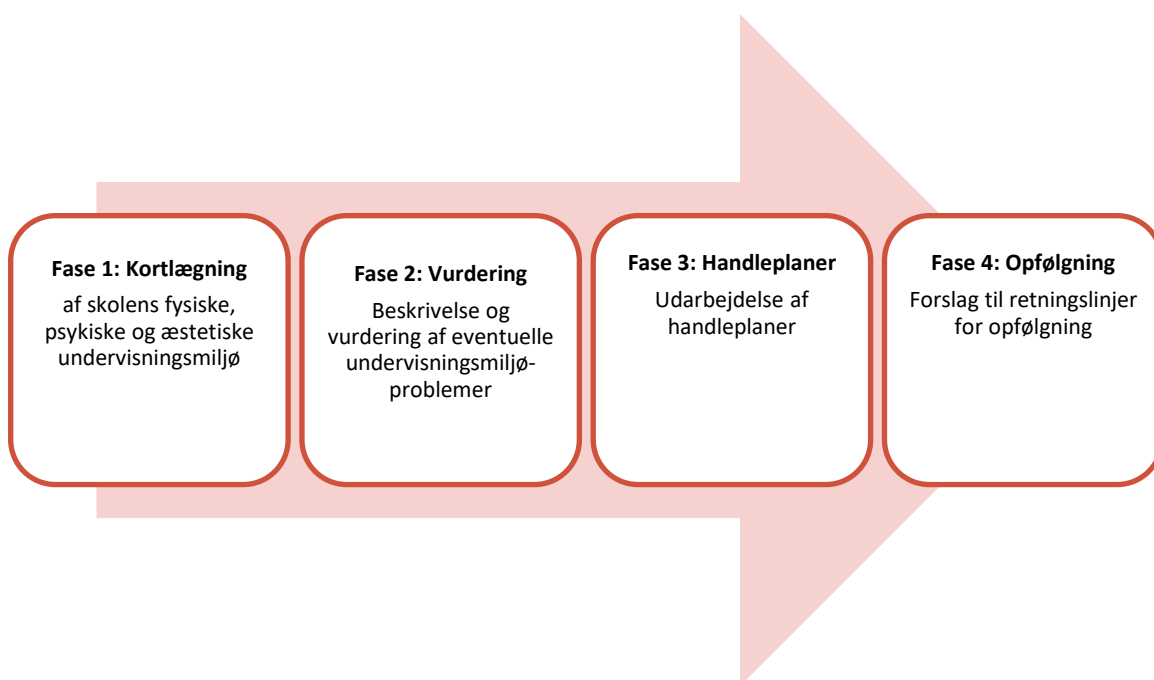 Fase 1: Kortlægning
af skolens fysiske,
psykiske og æstetiske
undervisningsmiljø
Fase 2: Vurdering
Beskrivelse og
vurdering af eventuelle
undervisningsmiljø-
problemer
Fase 3: Handleplaner
Udarbejdelse af
handleplaner
Fase 4: Opfølgning
Forslag til retningslinjer
for opfølgning